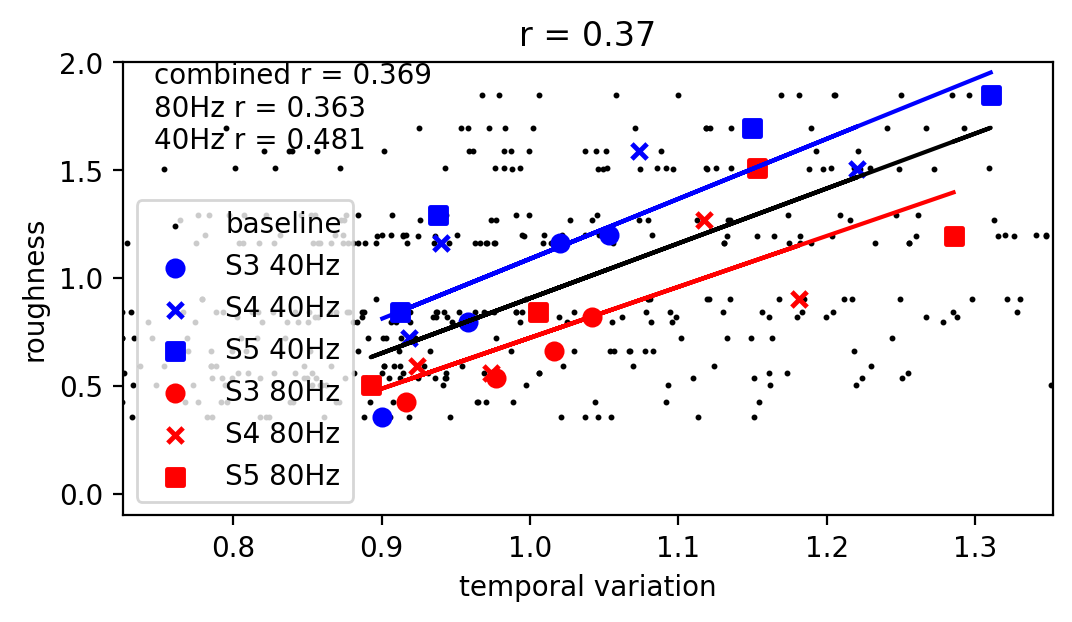 r = 0.37
combined r = 0.369
80Hz r = 0.363
40Hz r = 0.481
baseline
S3 40Hz
S4 40Hz
S5 40Hz
S3 80Hz
S4 80Hz
S5 80Hz
roughness
2.0
1.5
1.0
0.5
0.0
0.8 0.9 1.0 1.1 1.2 1.3
temporal variation